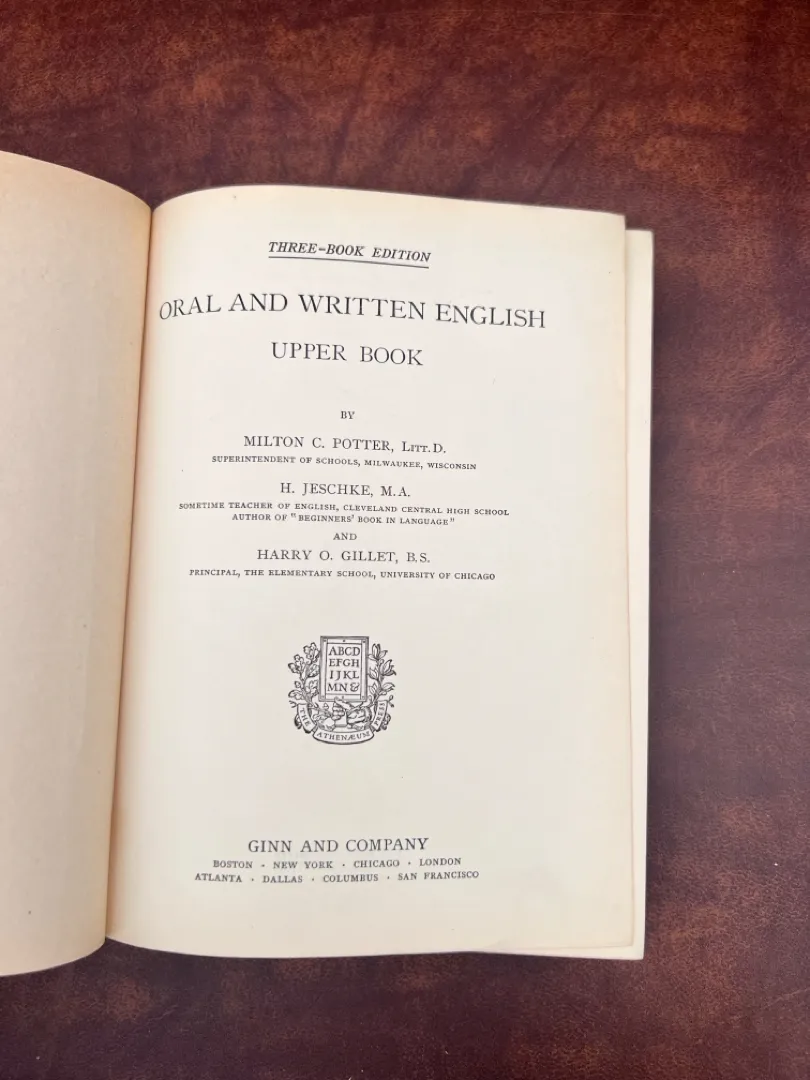 THREE-BOOK EDITION
ORAL AND WRITTEN ENGLISH
UPPER BOOK
BY
MILTON C. POTTER, LITT.D.
SUPERINTENDENT OF SCHOOLS, MILWAUKEE, WISCONSIN
H. JESCHKE, M.A.
SOMETIME TEACHER OF ENGLISH, CLEVELAND CENTRAL HIGH SCHOOL
AUTHOR OF "BEGINNERS' BOOK IN LANGUAGE"
AND
HARRY O. GILLET, B.S.
PRINCIPAL, THE ELEMENTARY SCHOOL, UNIVERSITY OF CHICAGO
ABCD
EFGH
IJKL
MN&
THE ATHENÆUM PRESS
GINN AND COMPANY
BOSTON · NEW YORK · CHICAGO · LONDON
ATLANTA · DALLAS · COLUMBUS · SAN FRANCISCO